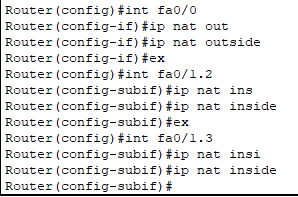 Router(config)#int fa0/0
Router(config-if)#ip nat out
Router(config-if)#ip nat outside
Router(config-if)#ex
Router(config)#int fa0/1.2
Router(config-subif)#ip nat ins
Router(config-subif)#ip nat inside
Router(config-subif)#ex
Router(config)#int fa0/1.3
Router(config-subif)#ip nat insi
Router(config-subif)#ip nat inside
Router(config-subif)#